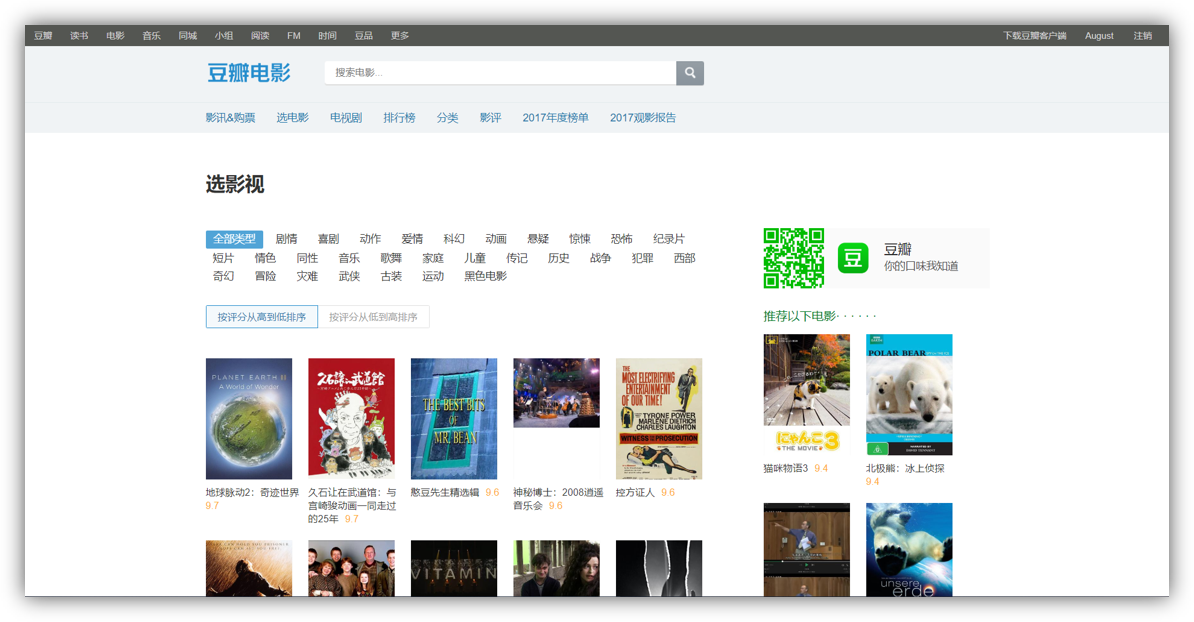 豆瓣 读书 电影 音乐 同城 小组 阅读 FM 时间 豆品 更多 下载豆瓣客户端 August 注销
豆瓣电影 搜索电影...
影讯&购票 选电影 电视剧 排行榜 分类 影评 2017年度榜单 2017观影报告
选影视
全部类型 剧情 喜剧 动作 爱情 科幻 动画 悬疑 惊悚 恐怖 纪录片
短片 情色 同性 音乐 歌舞 家庭 儿童 传记 历史 战争 犯罪 西部
奇幻 冒险 灾难 武侠 古装 运动 黑色电影
按评分从高到低排序 按评分从低到高排序
PLANET EARTH II
A World of Wonder
久石譲in武道館
THE BEST BITS
OF
MR. BEAN
THE
MOST ELECTRIFYING
ENTERTAINMENT
OF OUR TIME!
TYRONE POWER
MARLENE DIETRICH
CHARLES LAUGHTON
WITNESS FOR THE PROSECUTION
地球脉动2：奇迹世界
9.7
久石让在武道馆：与
宫崎骏动画一同走过
的25年 9.7
憨豆先生精选辑 9.6
神秘博士：2008逍遥
音乐会 9.6
控方证人 9.6
VITAMIN
豆 豆瓣
你的口味我知道
推荐以下电影· · · · · ·
にゃんこ3
THE MOVIE
BBC
EARTH
POLAR BEAR
G
猫咪物语3 9.4
北极熊：冰上侦探
9.4
unsere
erde